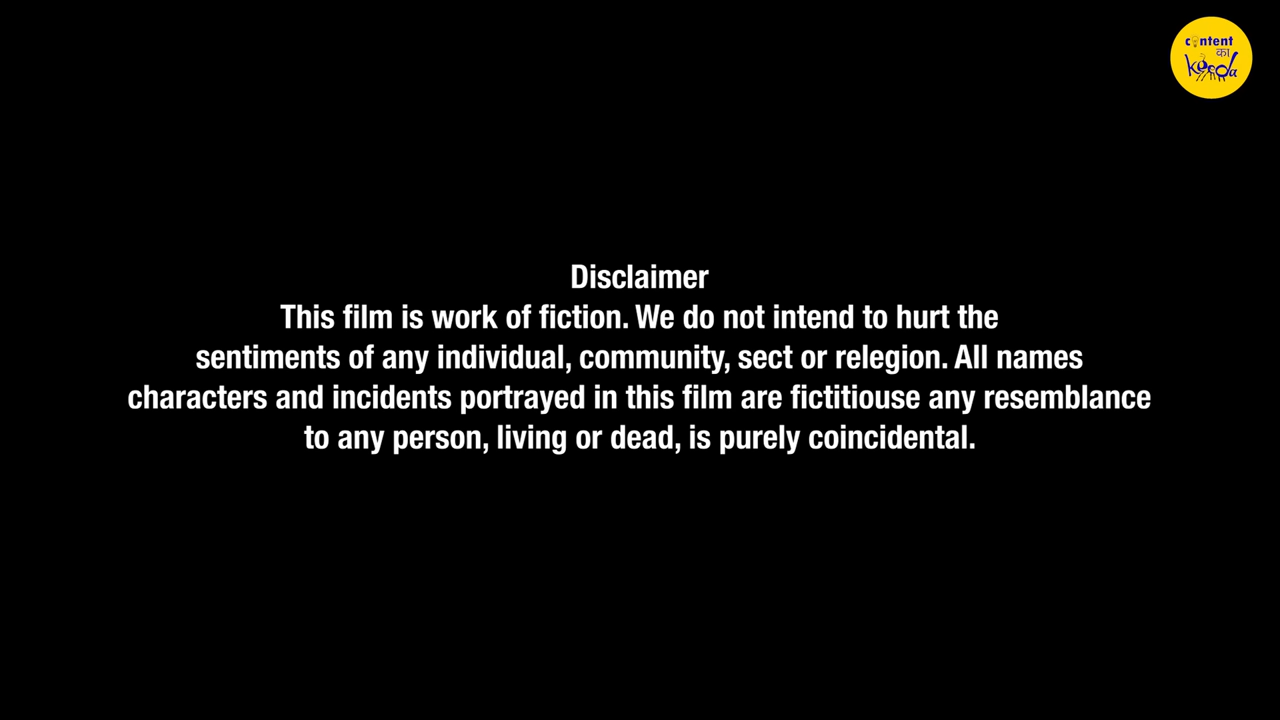 content
का
keeda
Disclaimer
This film is work of fiction. We do not intend to hurt the
sentiments of any individual, community, sect or relegion. All names
characters and incidents portrayed in this film are fictitiouse any resemblance
to any person, living or dead, is purely coincidental.